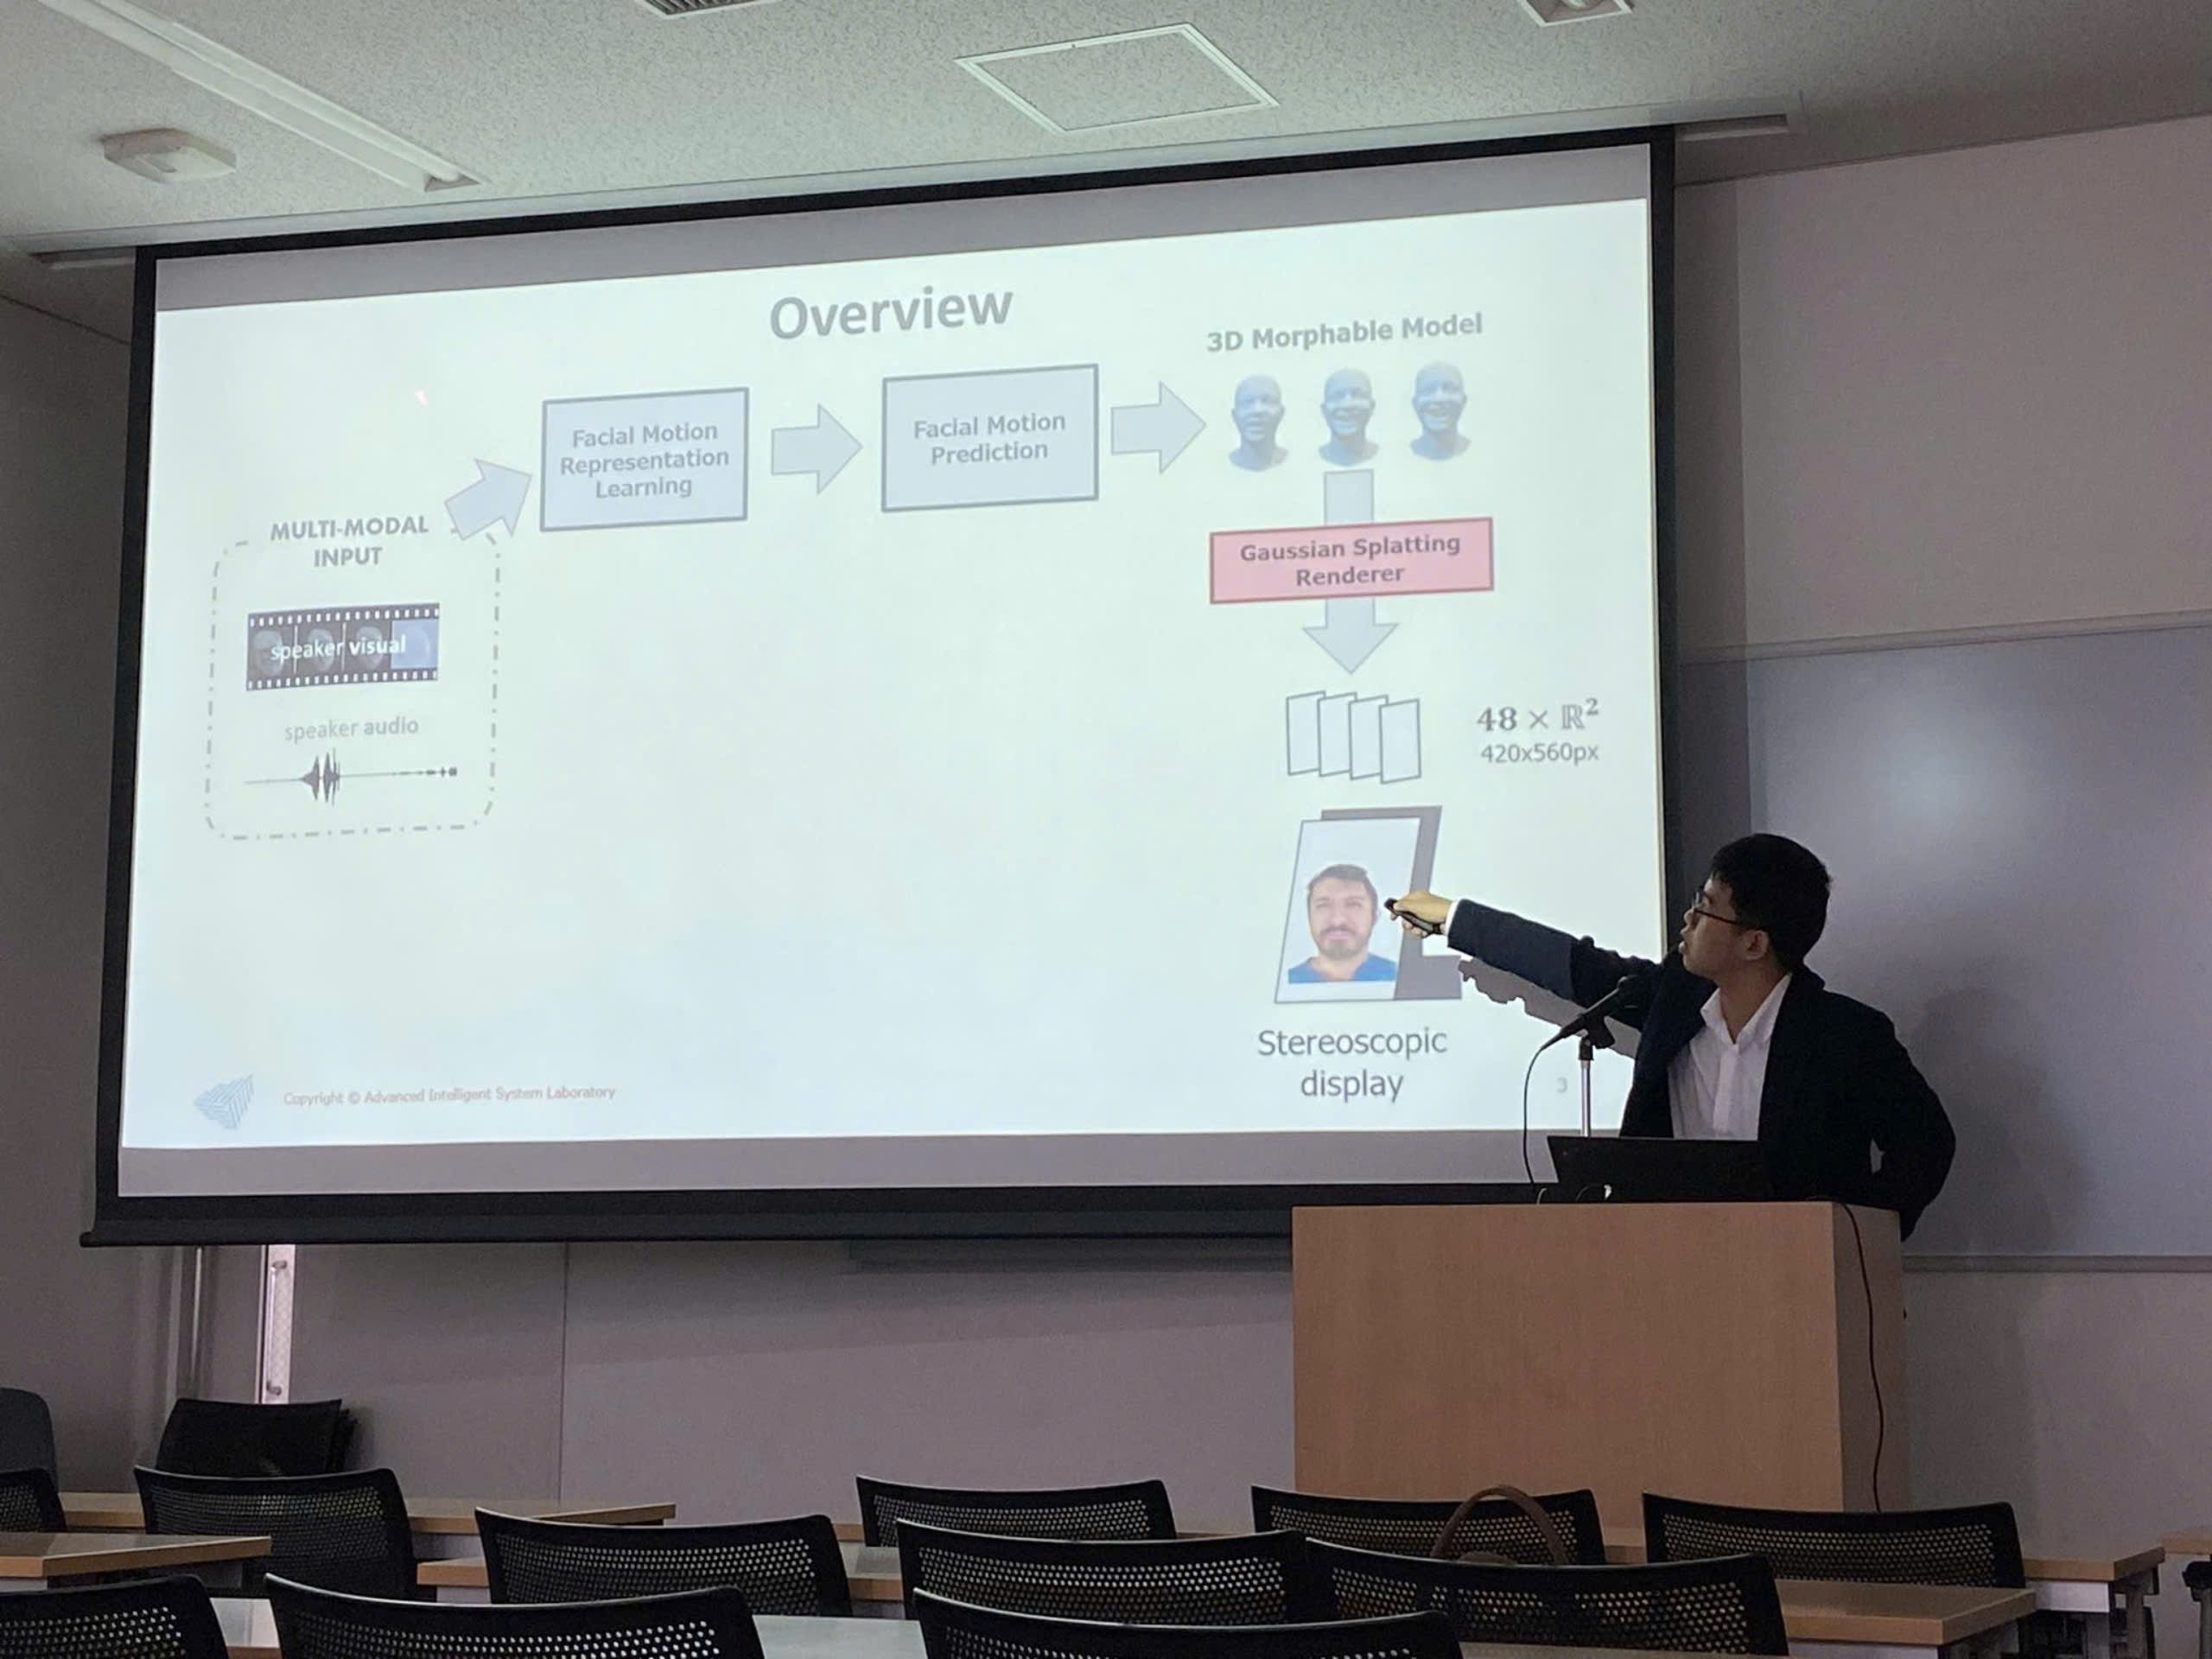 Overview
3D Morphable Model
Facial Motion
Representation
Learning
Facial Motion
Prediction
MULTI-MODAL
INPUT
speaker visual
speaker audio
Gaussian Splatting
Renderer
48 × ℝ²
420x560px
Stereoscopic
display
Copyright © Advanced Intelligent System Laboratory
3